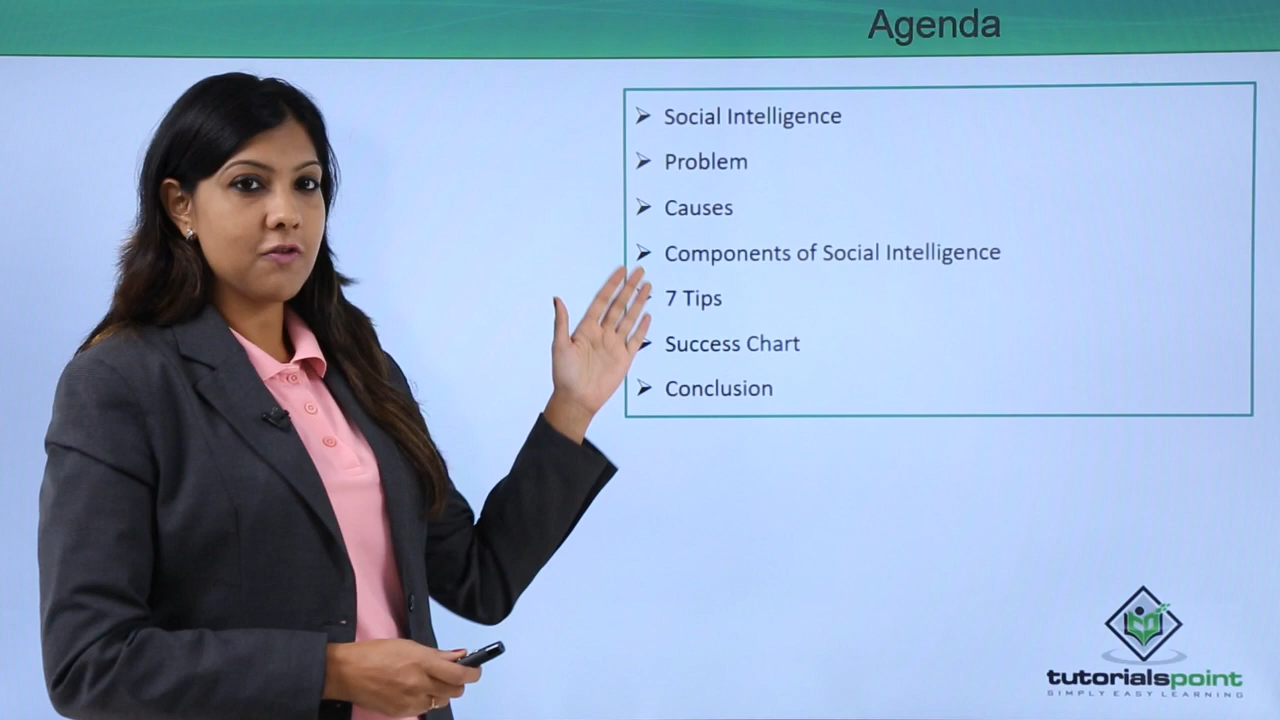 Agenda
Social Intelligence
Problem
Causes
Components of Social Intelligence
7 Tips
Success Chart
Conclusion
tutorialspoint
SIMPLY EASY LEARNING